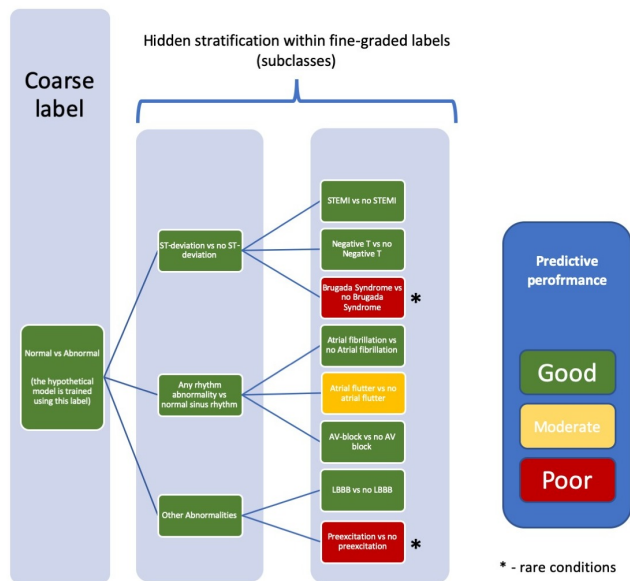 Hidden stratification within fine-graded labels
(subclasses)
Coarse
label
Normal vs Abnormal
(the hypothetical model is trained
using this label)
ST-deviation vs no ST-
deviation
Any rhythm
abnormality vs
normal sinus rhythm
Other Abnormalities
STEMI vs no STEMI
Negative T vs no
Negative T
Brugada Syndrome vs
no Brugada
Syndrome
*
Atrial fibrillation vs
no Atrial fibrillation
Atrial flutter vs no
atrial flutter
AV-block vs no AV
block
LBBB vs no LBBB
Preexcitation vs no
preexcitation
*
Predictive
perofrmance
Good
Moderate
Poor
* - rare conditions